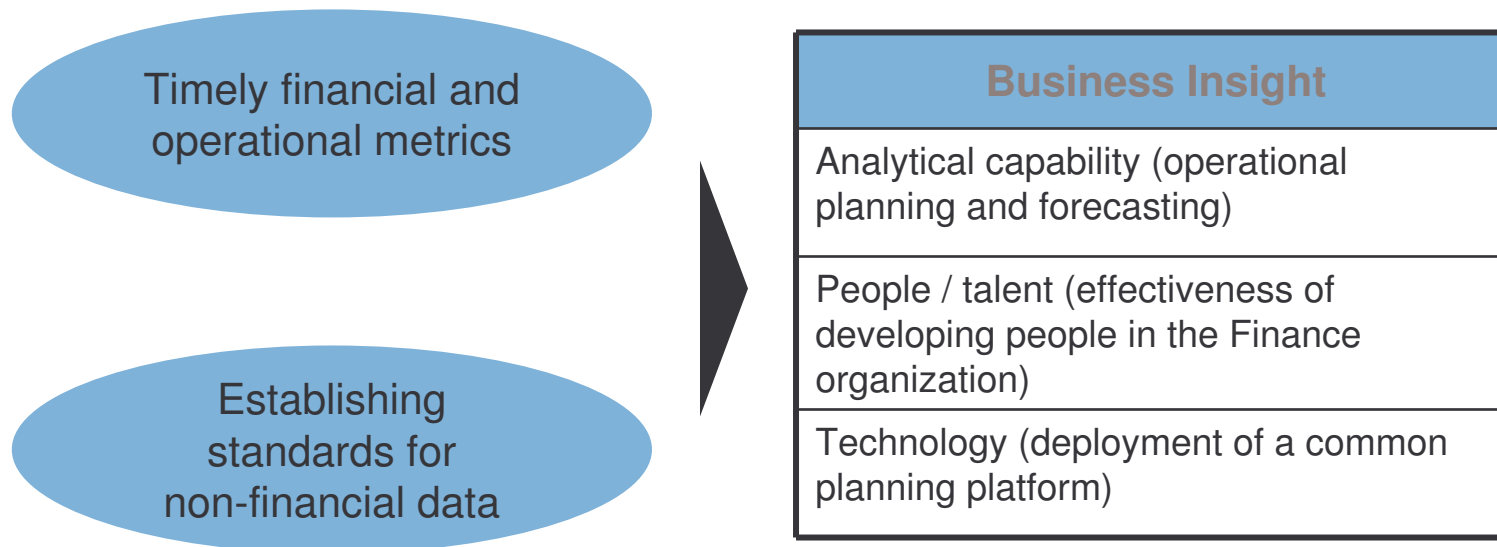 Timely financial and
operational metrics
Establishing
standards for
non-financial data
Business Insight
Analytical capability (operational
planning and forecasting)
People / talent (effectiveness of
developing people in the Finance
organization)
Technology (deployment of a common
planning platform)